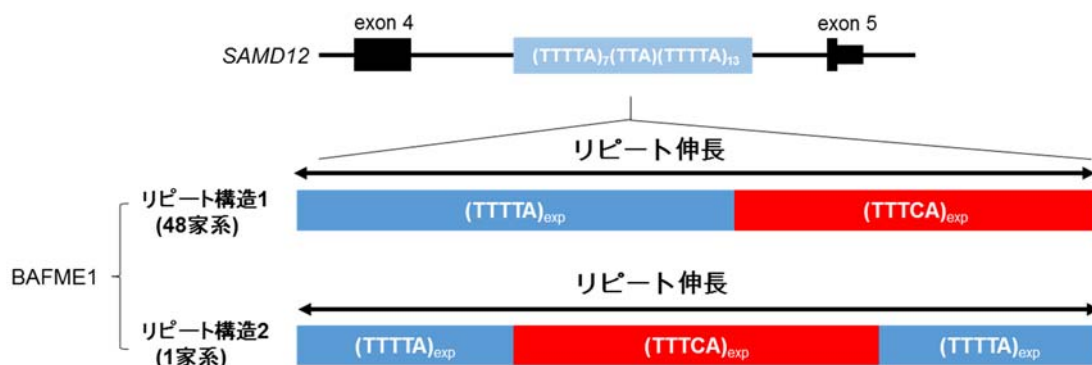 exon 4
exon 5
SAMD12
(TTTTA)7(TTA)(TTTTA)13
リピート伸長
リピート構造1
(48家系)
(TTTTA)exp
(TTTCA)exp
BAFME1
リピート伸長
リピート構造2
(1家系)
(TTTTA)exp
(TTTCA)exp
(TTTTA)exp